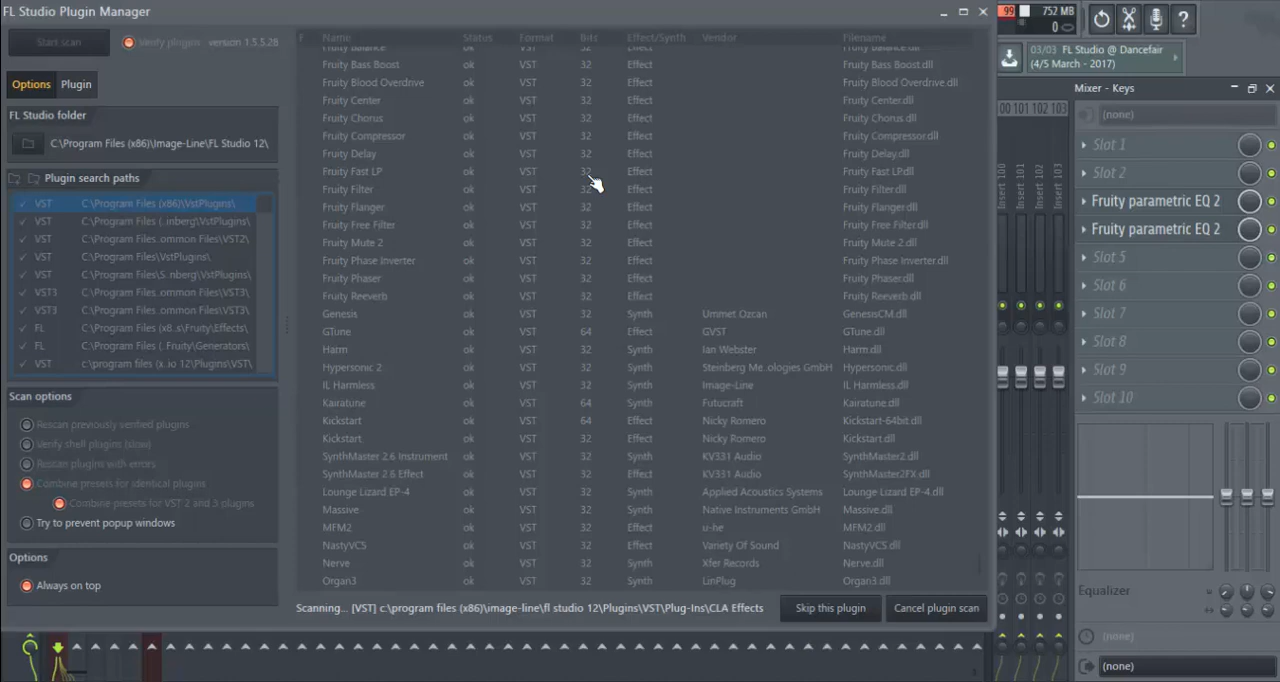 FL Studio Plugin Manager
Start scan
Verify plugins version 1.5.5.28
Options Plugin
FL Studio folder
C:\Program Files (x86)\Image-Line\FL Studio 12\
Plugin search paths
VST C:\Program Files (x86)\VstPlugins\
VST C:\Program Files (..inberg\VstPlugins\
VST C:\Program Files..ommon Files\VST2\
VST C:\Program Files\VstPlugins\
VST C:\Program Files\S..nberg\VstPlugins\
VST3 C:\Program Files..ommon Files\VST3\
VST3 C:\Program Files..ommon Files\VST3\
FL C:\Program Files (x8..s\Fruity\Effects\
FL C:\Program Files (..Fruity\Generators\
VST c:\program files (x..io 12\Plugins\VST\
Scan options
Rescan previously verified plugins
Verify shell plugins (slow)
Rescan plugins with errors
Combine presets for identical plugins
Combine presets for VST 2 and 3 plugins
Try to prevent popup windows
Options
Always on top
F Name Status Format Bits Effect/Synth Vendor Filename
Fruity Balance ok VST 32 Effect Fruity Balance.dll
Fruity Bass Boost ok VST 32 Effect Fruity Bass Boost.dll
Fruity Blood Overdrive ok VST 32 Effect Fruity Blood Overdrive.dll
Fruity Center ok VST 32 Effect Fruity Center.dll
Fruity Chorus ok VST 32 Effect Fruity Chorus.dll
Fruity Compressor ok VST 32 Effect Fruity Compressor.dll
Fruity Delay ok VST 32 Effect Fruity Delay.dll
Fruity Fast LP ok VST 32 Effect Fruity Fast LP.dll
Fruity Filter ok VST 32 Effect Fruity Filter.dll
Fruity Flanger ok VST 32 Effect Fruity Flanger.dll
Fruity Free Filter ok VST 32 Effect Fruity Free Filter.dll
Fruity Mute 2 ok VST 32 Effect Fruity Mute 2.dll
Fruity Phase Inverter ok VST 32 Effect Fruity Phase Inverter.dll
Fruity Phaser ok VST 32 Effect Fruity Phaser.dll
Fruity Reeverb ok VST 32 Effect Fruity Reeverb.dll
Genesis ok VST 32 Synth Ummet Ozcan GenesisCM.dll
GTune ok VST 64 Effect GVST GTune.dll
Harm ok VST 32 Synth Ian Webster Harm.dll
Hypersonic 2 ok VST 32 Synth Steinberg Me..ologies GmbH Hypersonic.dll
IL Harmless ok VST 32 Synth Image-Line IL Harmless.dll
Kairatune ok VST 64 Synth Futucraft Kairatune.dll
Kickstart ok VST 64 Effect Nicky Romero Kickstart-64bit.dll
Kickstart ok VST 32 Effect Nicky Romero Kickstart.dll
SynthMaster 2.6 Instrument ok VST 32 Synth KV331 Audio SynthMaster2.dll
SynthMaster 2.6 Effect ok VST 32 Effect KV331 Audio SynthMaster2FX.dll
Lounge Lizard EP-4 ok VST 32 Synth Applied Acoustics Systems Lounge Lizard EP-4.dll
Massive ok VST 32 Synth Native Instruments GmbH Massive.dll
MFM2 ok VST 32 Effect u-he MFM2.dll
NastyVCS ok VST 32 Effect Variety Of Sound NastyVCS.dll
Nerve ok VST 32 Synth Xfer Records Nerve.dll
Organ3 ok VST 32 Synth LinPlug Organ3.dll
Scanning... [VST] c:\program files (x86)\image-line\fl studio 12\Plugins\VST\Plug-Ins\CLA Effects
Skip this plugin Cancel plugin scan
99 752 MB
0
?
03/03 FL Studio @ Dancefair
(4/5 March - 2017)
Mixer - Keys
00 101 102 103
Insert 100
Insert 101
Insert 102
Insert 103
(none)
Slot 1
Slot 2
Fruity parametric EQ 2
Fruity parametric EQ 2
Slot 5
Slot 6
Slot 7
Slot 8
Slot 9
Slot 10
Equalizer
(none)
(none)